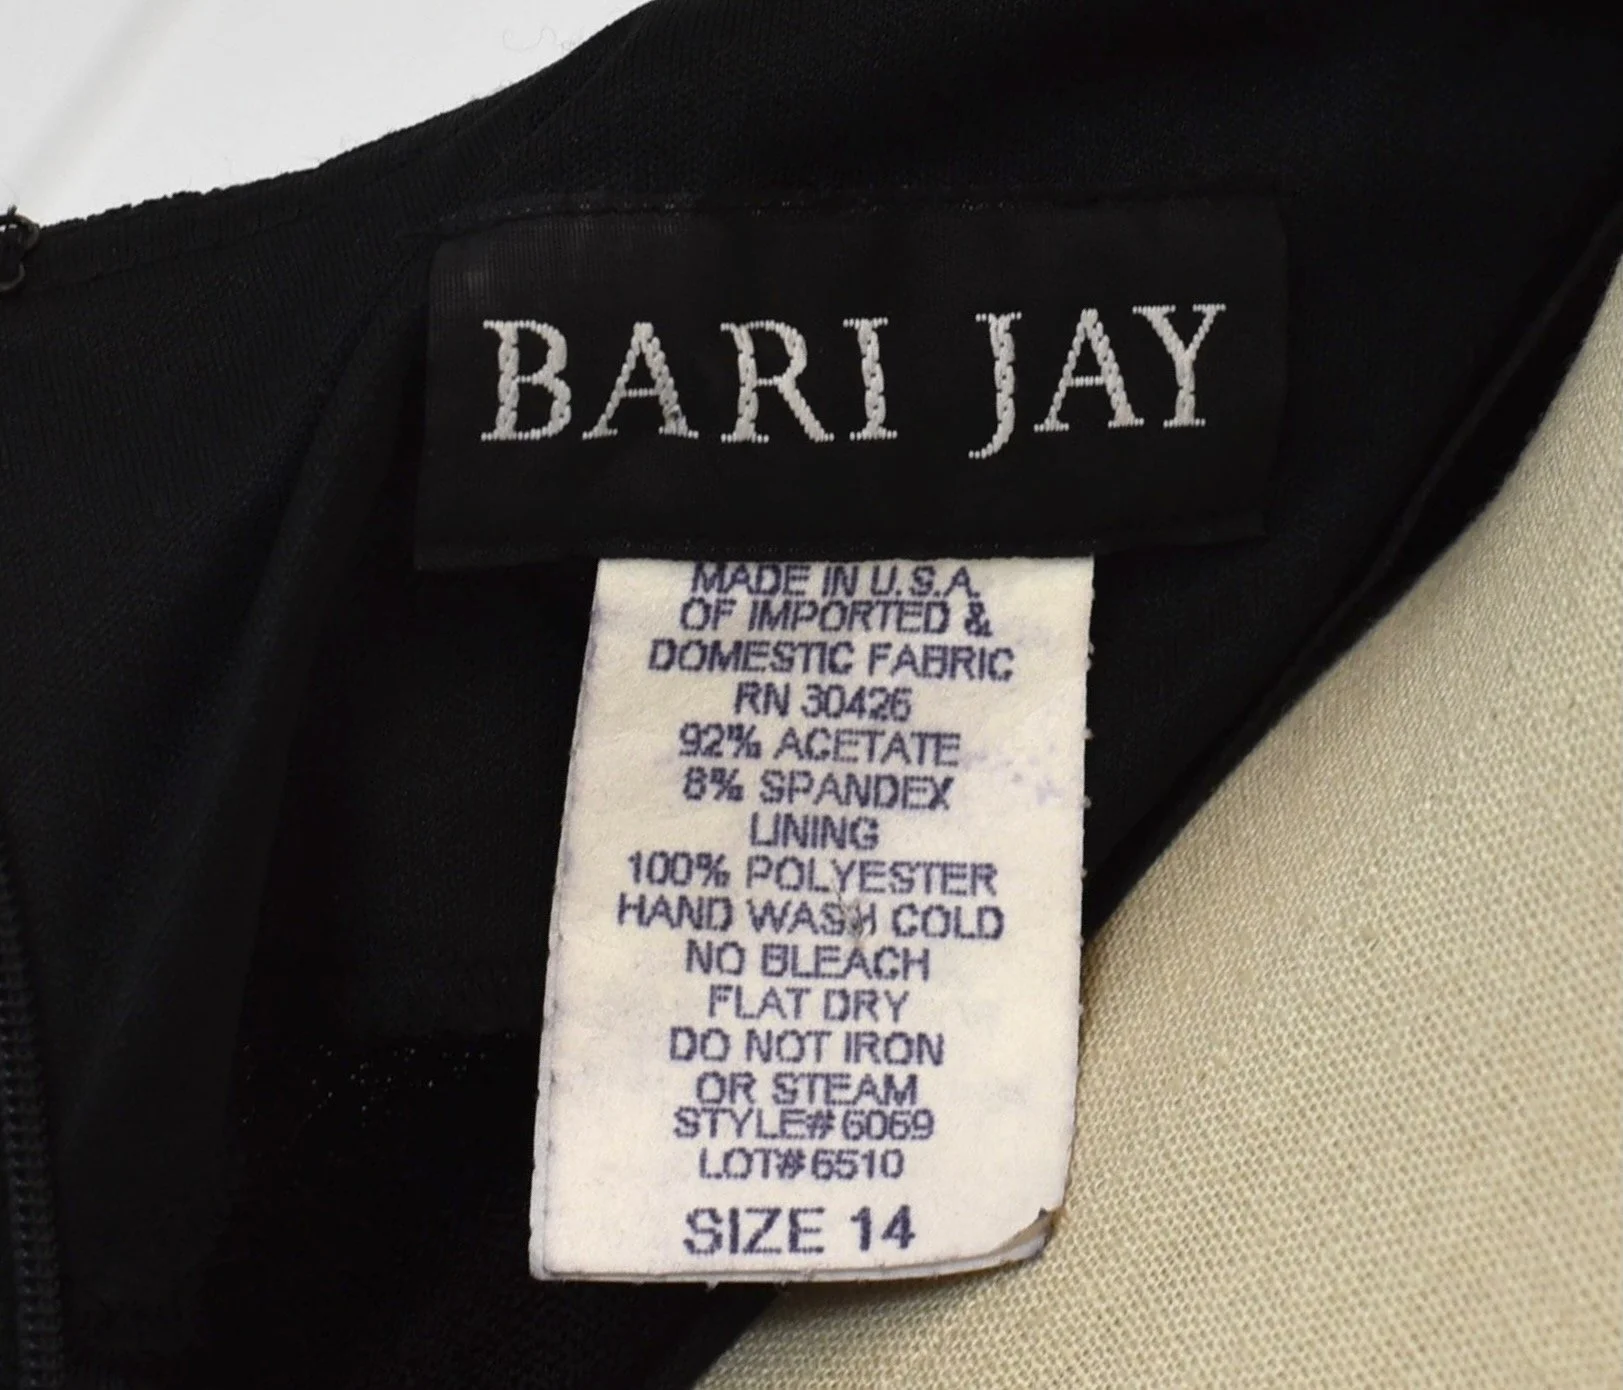 BARI JAY
MADE IN U.S.A.
OF IMPORTED &
DOMESTIC FABRIC
RN 30426
92% ACETATE
8% SPANDEX
LINING
100% POLYESTER
HAND WASH COLD
NO BLEACH
FLAT DRY
DO NOT IRON
OR STEAM
STYLE# 6069
LOT# 6510
SIZE 14